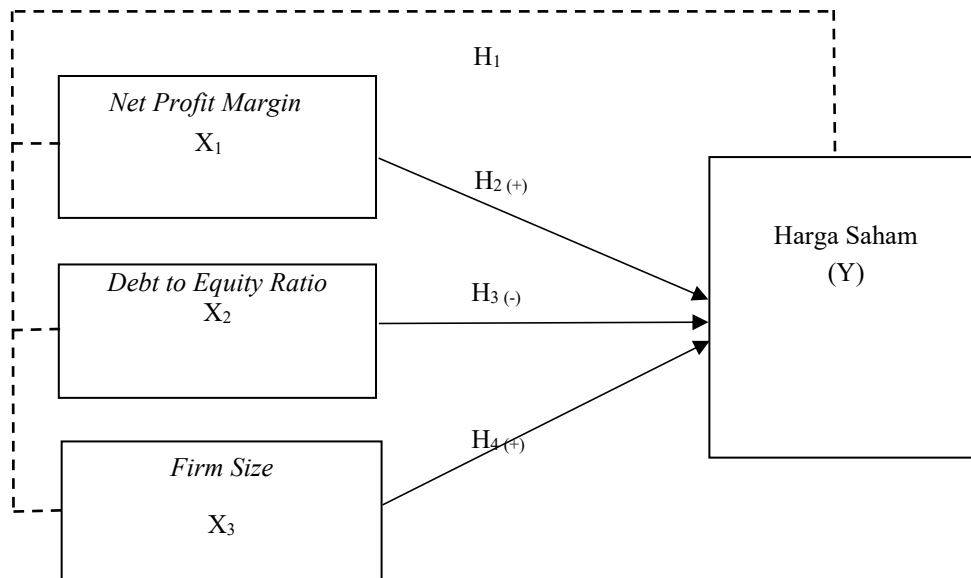 H₁
Net Profit Margin
X₁
H₂ (+)
Harga Saham
(Y)
Debt to Equity Ratio
X₂
H₃ (-)
Firm Size
X₃
H₄ (+)